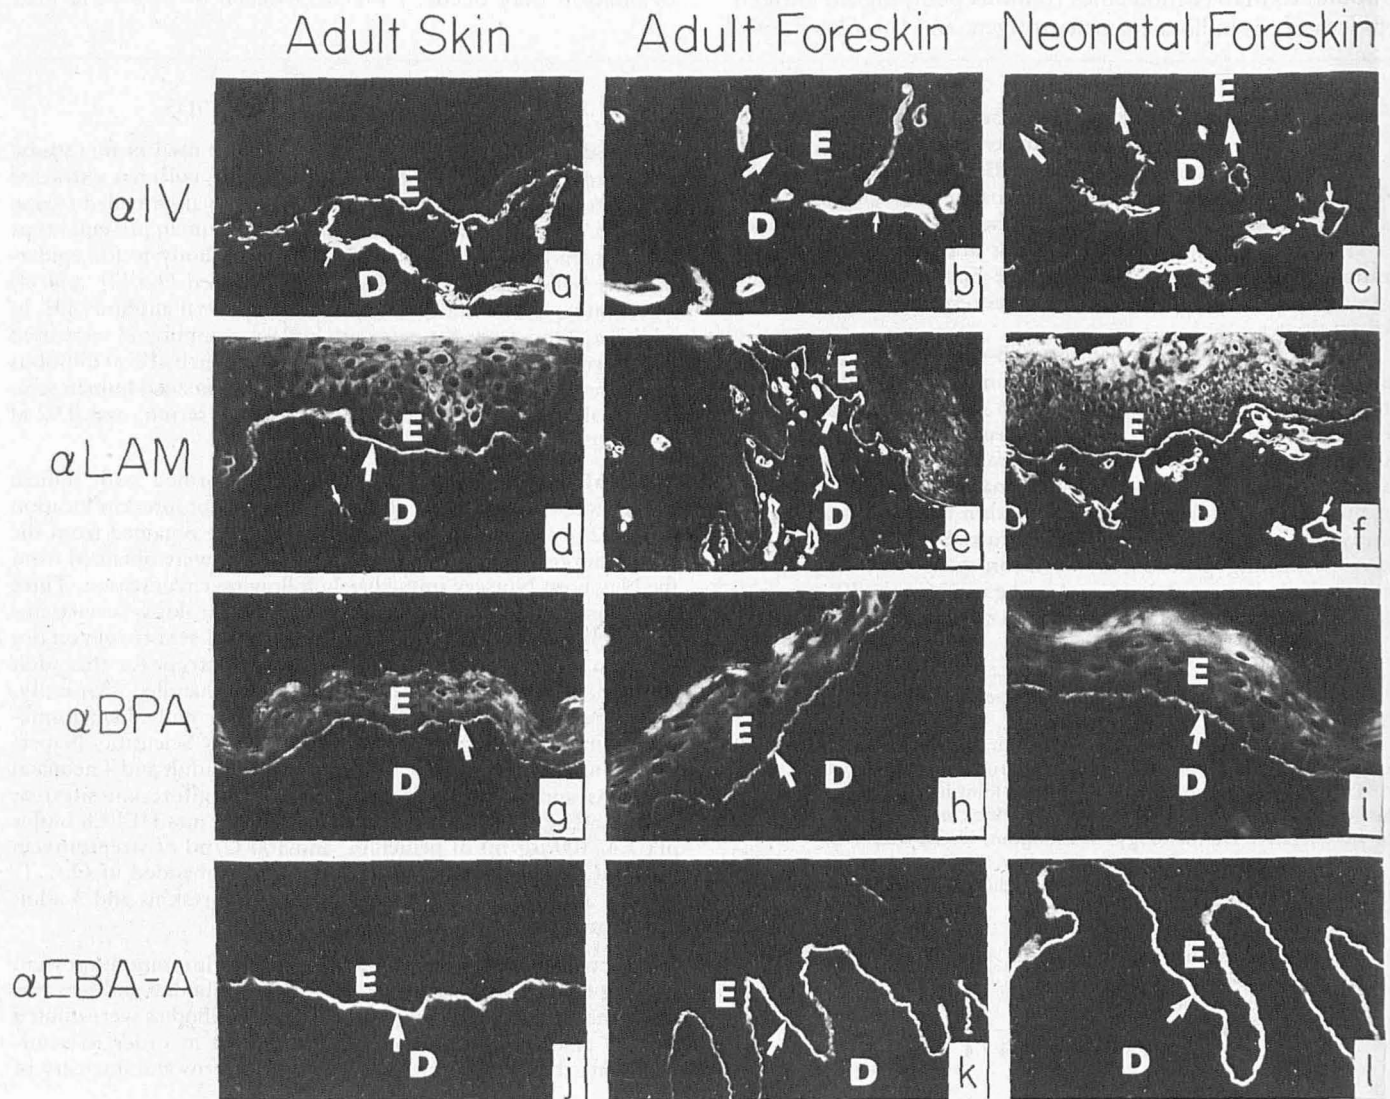 Adult Skin Adult Foreskin Neonatal Foreskin
αIV
E D a
E D b
E D c
αLAM
E D d
E D e
E D f
αBPA
E D g
E D h
E D i
αEBA-A
E D j
E D k
E D l